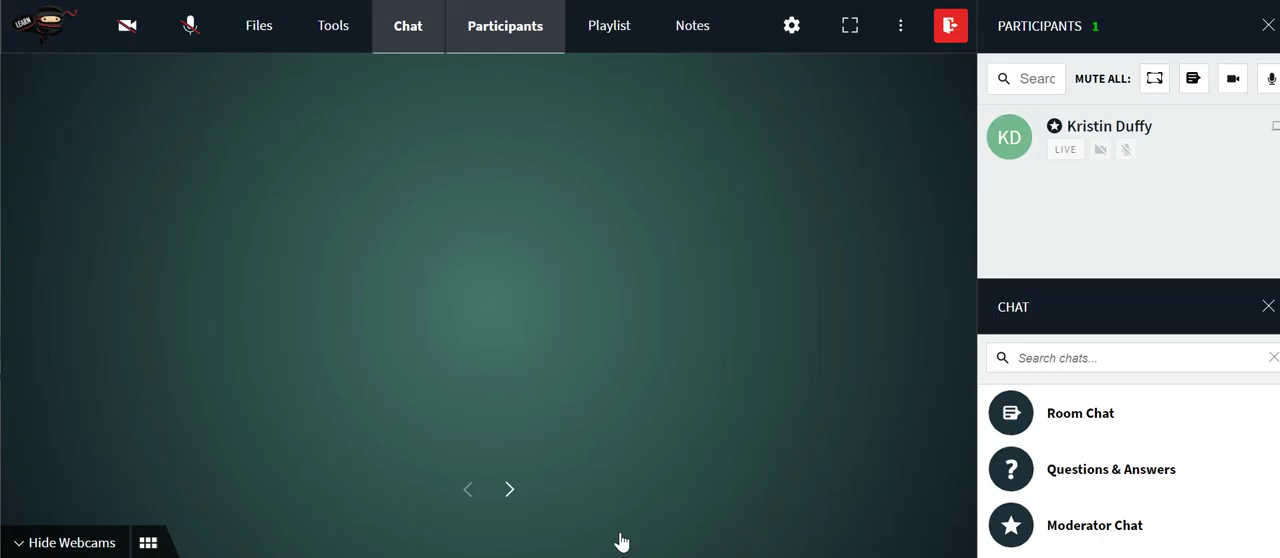 LEARN
Files
Tools
Chat
Participants
Playlist
Notes
PARTICIPANTS 1
Searc
MUTE ALL:
KD
Kristin Duffy
LIVE
CHAT
Search chats...
Room Chat
? Questions & Answers
Moderator Chat
Hide Webcams